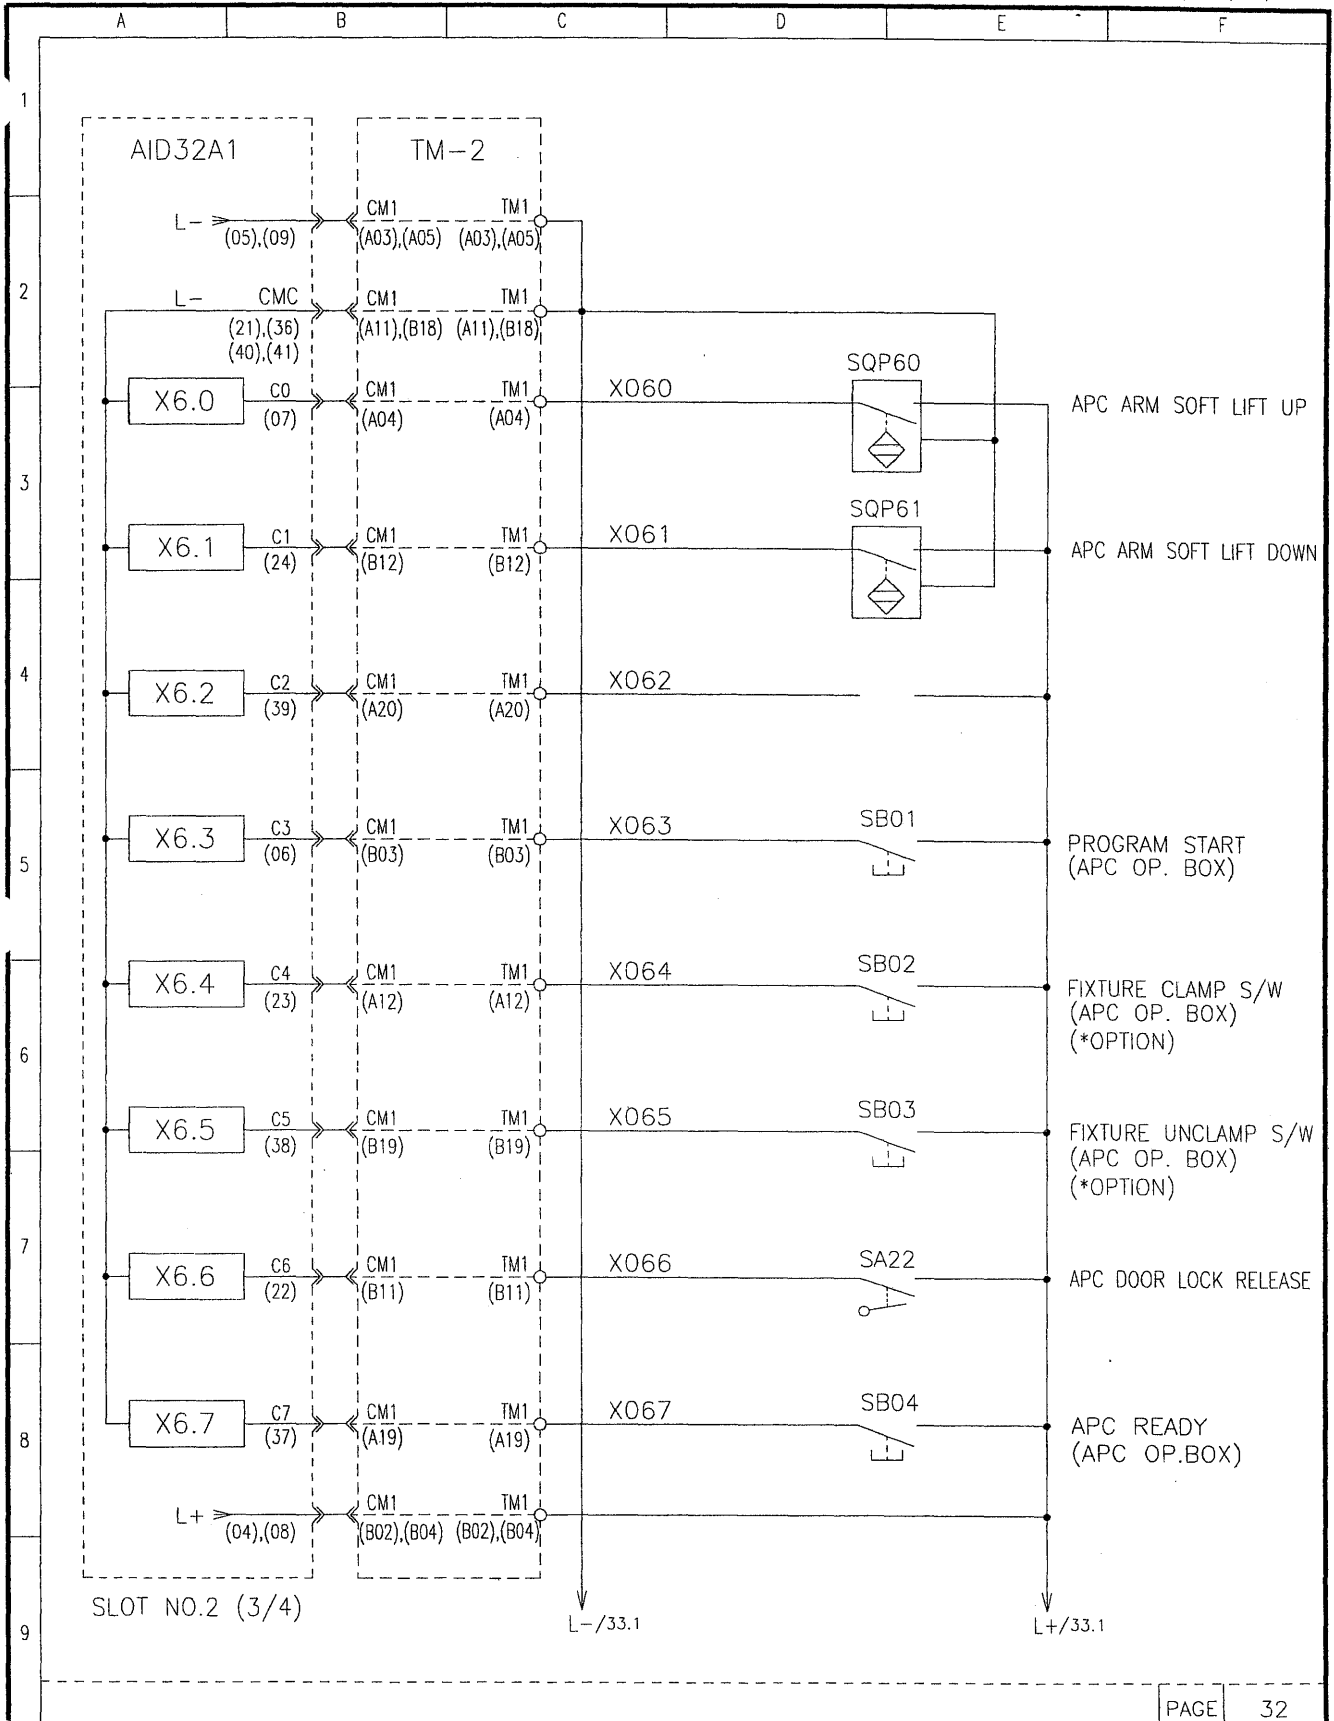 A B C D E F
1
AID32A1 TM-2
L- CM1 TM1
(05),(09) (A03),(A05) (A03),(A05)
2
L- CMC CM1 TM1
(21),(36) (A11),(B18) (A11),(B18)
(40),(41)
SQP60
X6.0 C0 CM1 TM1 X060 APC ARM SOFT LIFT UP
(07) (A04) (A04)
3
SQP61
X6.1 C1 CM1 TM1 X061 APC ARM SOFT LIFT DOWN
(24) (B12) (B12)
4
X6.2 C2 CM1 TM1 X062
(39) (A20) (A20)
X6.3 C3 CM1 TM1 X063 SB01 PROGRAM START
(06) (B03) (B03) (APC OP. BOX)
5
X6.4 C4 CM1 TM1 X064 SB02 FIXTURE CLAMP S/W
(23) (A12) (A12) (APC OP. BOX)
(*OPTION)
6
X6.5 C5 CM1 TM1 X065 SB03 FIXTURE UNCLAMP S/W
(38) (B19) (B19) (APC OP. BOX)
(*OPTION)
7
X6.6 C6 CM1 TM1 X066 SA22 APC DOOR LOCK RELEASE
(22) (B11) (B11)
X6.7 C7 CM1 TM1 X067 SB04 APC READY
(37) (A19) (A19) (APC OP.BOX)
8
L+ CM1 TM1
(04),(08) (B02),(B04) (B02),(B04)
SLOT NO.2 (3/4)
9
L-/33.1 L+/33.1
PAGE 32